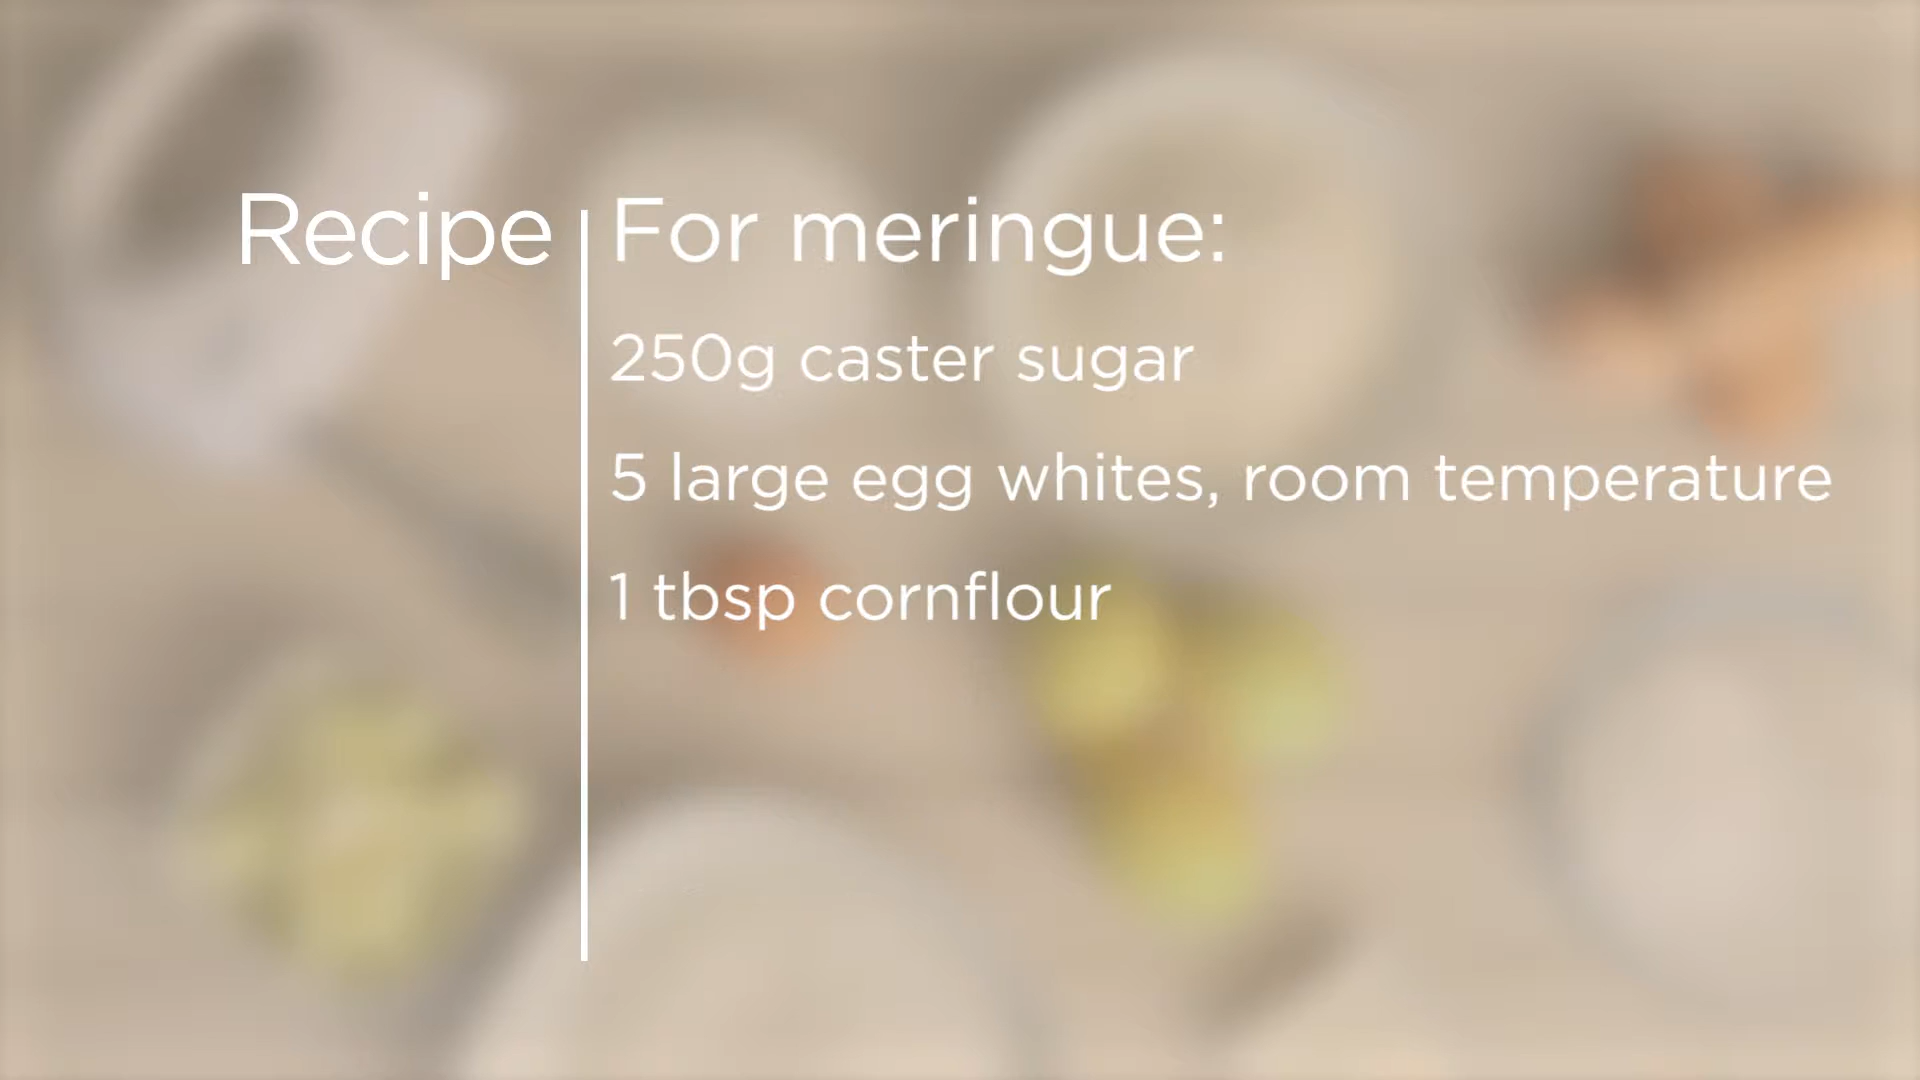 Recipe
For meringue:
250g caster sugar
5 large egg whites, room temperature
1 tbsp cornflour